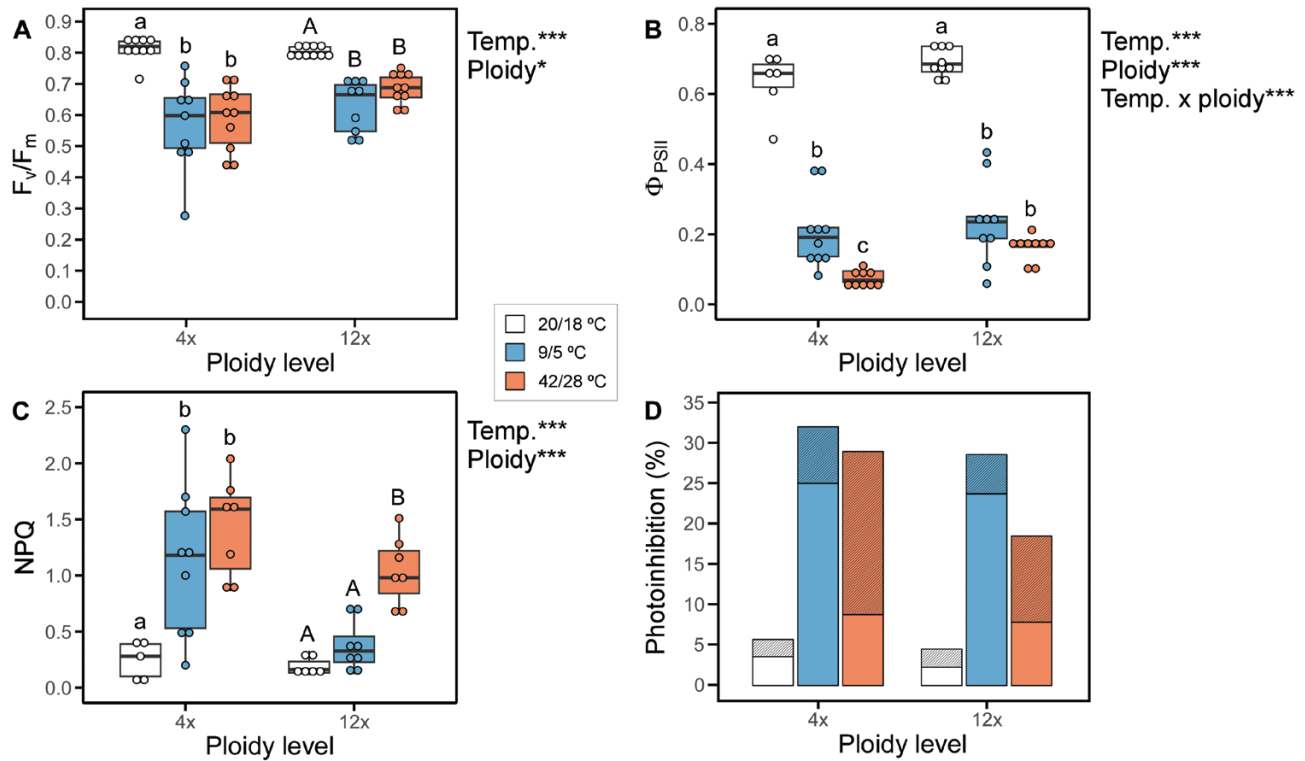 A
0.9
0.8
0.7
0.6
0.5
0.4
0.3
0.2
0.1
0.0
Fv/Fm
a
b
b
A
B
B
4x
12x
Ploidy level
Temp.***
Ploidy*
B
0.8
0.6
0.4
0.2
0.0
ΦPSII
a
b
c
a
b
b
4x
12x
Ploidy level
Temp.***
Ploidy***
Temp. x ploidy***
20/18 ºC
9/5 ºC
42/28 ºC
C
2.5
2.0
1.5
1.0
0.5
0.0
NPQ
a
b
b
A
A
B
4x
12x
Ploidy level
Temp.***
Ploidy***
D
35
30
25
20
15
10
5
0
Photoinhibition (%)
4x
12x
Ploidy level